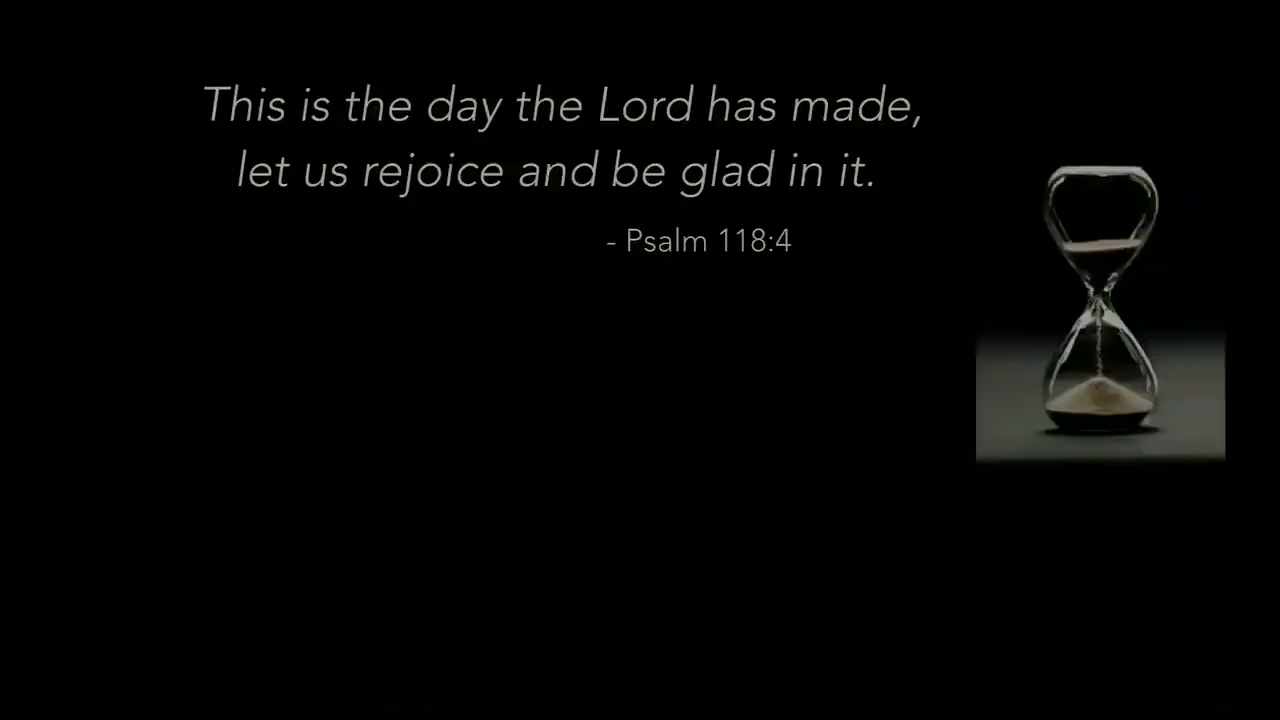 This is the day the Lord has made,
let us rejoice and be glad in it.
- Psalm 118:4